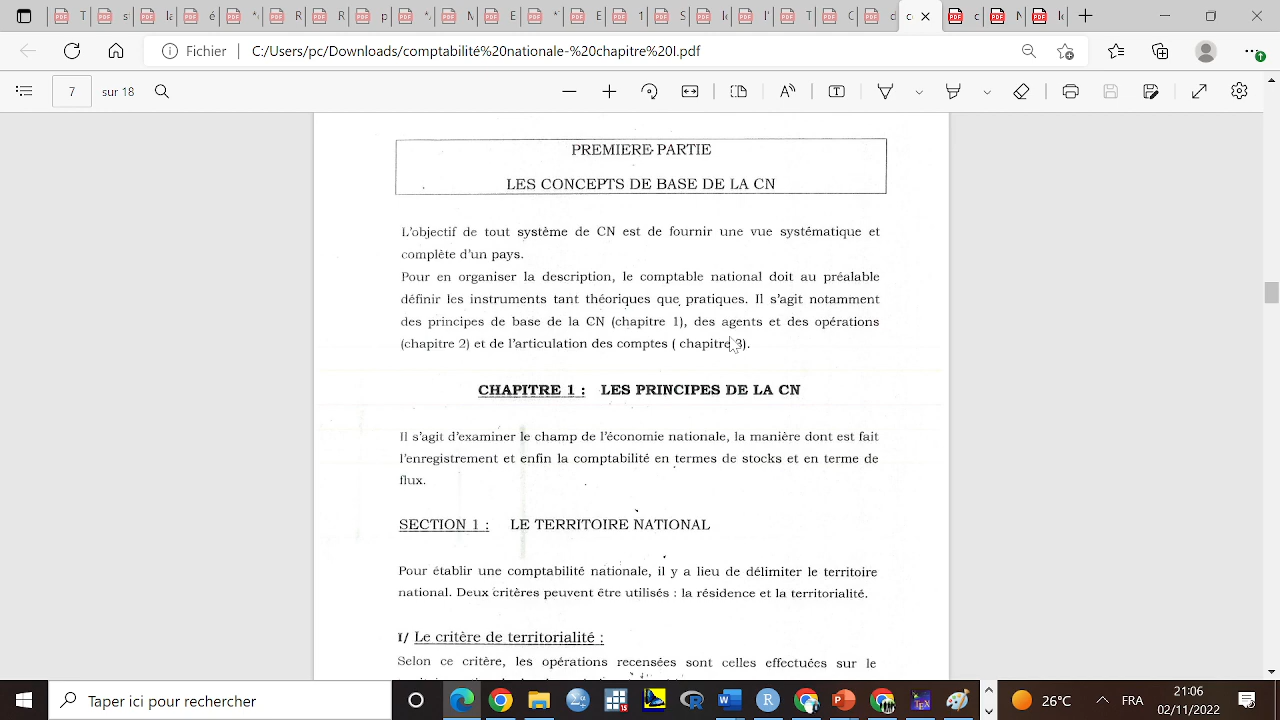 Fichier
C:/Users/pc/Downloads/comptabilité%20nationale-%20chapitre%20I.pdf
7
sur 18
PREMIERE PARTIE
LES CONCEPTS DE BASE DE LA CN
L'objectif de tout système de CN est de fournir une vue systématique et
complète d'un pays.
Pour en organiser la description, le comptable national doit au préalable
définir les instruments tant théoriques que pratiques. Il s'agit notamment
des principes de base de la CN (chapitre 1), des agents et des opérations
(chapitre 2) et de l'articulation des comptes ( chapitre 3).
CHAPITRE 1 : LES PRINCIPES DE LA CN
Il s'agit d'examiner le champ de l'économie nationale, la manière dont est fait
l'enregistrement et enfin la comptabilité en termes de stocks et en terme de
flux.
SECTION 1 : LE TERRITOIRE NATIONAL
Pour établir une comptabilité nationale, il y a lieu de délimiter le territoire
national. Deux critères peuvent être utilisés : la résidence et la territorialité.
I/ Le critère de territorialité :
Selon ce critère, les opérations recensées sont celles effectuées sur le
Taper ici pour rechercher
26°C
FRA
21:06
02/11/2022